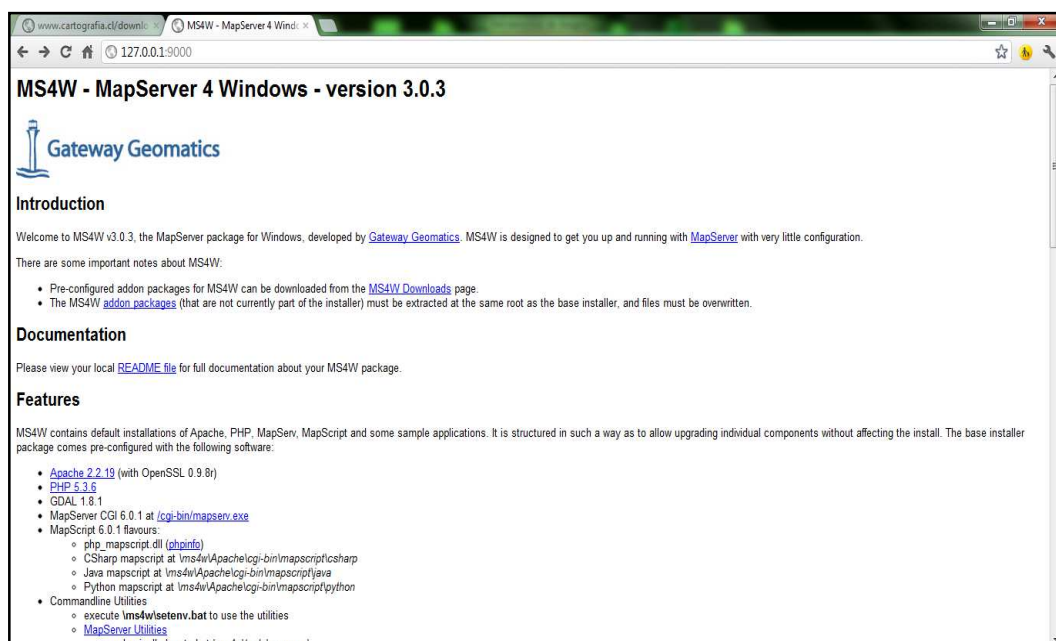 www.cartografia.cl/downlo
MS4W - MapServer 4 Windo
127.0.0.1:9000
MS4W - MapServer 4 Windows - version 3.0.3
Gateway Geomatics
Introduction
Welcome to MS4W v3.0.3, the MapServer package for Windows, developed by Gateway Geomatics. MS4W is designed to get you up and running with MapServer with very little configuration.
There are some important notes about MS4W:
• Pre-configured addon packages for MS4W can be downloaded from the MS4W Downloads page.
• The MS4W addon packages (that are not currently part of the installer) must be extracted at the same root as the base installer, and files must be overwritten.
Documentation
Please view your local README file for full documentation about your MS4W package.
Features
MS4W contains default installations of Apache, PHP, MapServ, MapScript and some sample applications. It is structured in such a way as to allow upgrading individual components without affecting the install. The base installer
package comes pre-configured with the following software:
• Apache 2.2.19 (with OpenSSL 0.9.8r)
• PHP 5.3.6
• GDAL 1.8.1
• MapServer CGI 6.0.1 at /cgi-bin/mapserv.exe
• MapScript 6.0.1 flavours:
◦ php_mapscript.dll (phpinfo)
◦ CSharp mapscript at \ms4w\Apache\cgi-bin\mapscript\csharp
◦ Java mapscript at \ms4w\Apache\cgi-bin\mapscript\java
◦ Python mapscript at \ms4w\Apache\cgi-bin\mapscript\python
• Commandline Utilities
◦ execute \ms4w\setenv.bat to use the utilities
◦ MapServer Utilities